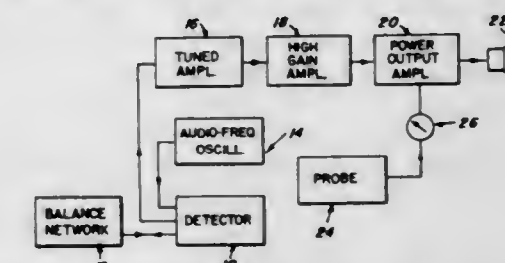 16
18
20
22
TUNED
AMPL.
HIGH
GAIN
AMPL.
POWER
OUTPUT
AMPL.
AUDIO-FREQ
OSCILL.
14
26
PROBE
24
BALANCE
NETWORK
DETECTOR